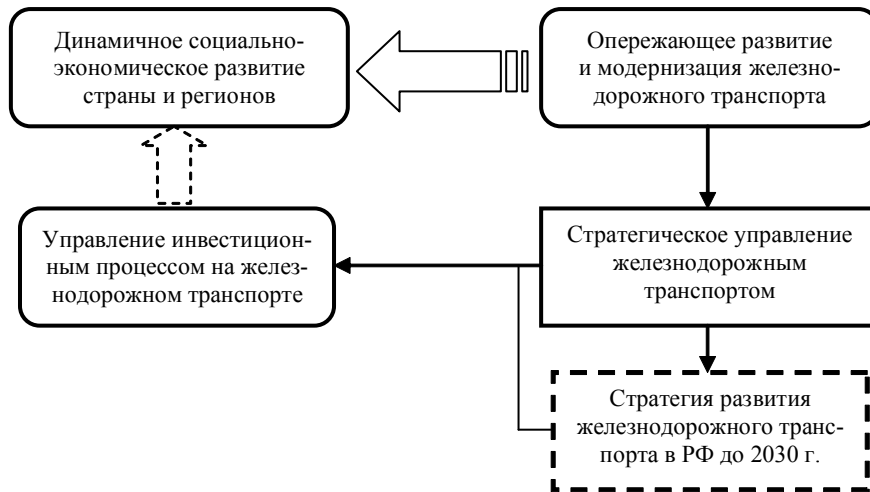 Динамичное социально-
экономическое развитие
страны и регионов
Опережающее развитие
и модернизация железно-
дорожного транспорта
Управление инвестицион-
ным процессом на желез-
нодорожном транспорте
Стратегическое управление
железнодорожным
транспортом
Стратегия развития
железнодорожного транс-
порта в РФ до 2030 г.